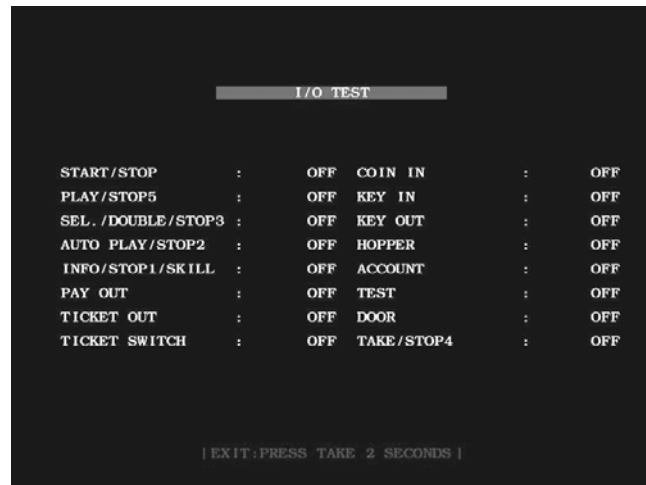 I/O TEST
START/STOP : OFF COIN IN : OFF
PLAY/STOP5 : OFF KEY IN : OFF
SEL./DOUBLE/STOP3 : OFF KEY OUT : OFF
AUTO PLAY/STOP2 : OFF HOPPER : OFF
INFO/STOP1/SKILL : OFF ACCOUNT : OFF
PAY OUT : OFF TEST : OFF
TICKET OUT : OFF DOOR : OFF
TICKET SWITCH : OFF TAKE/STOP4 : OFF
|EXIT:PRESS TAKE 2 SECONDS|